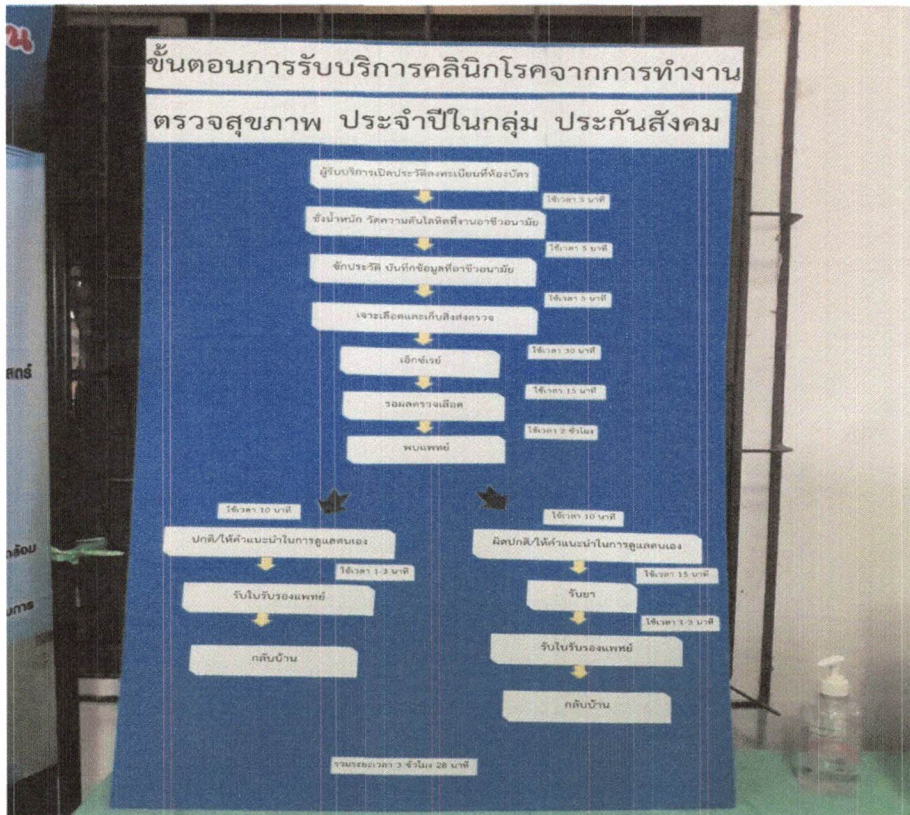 ขั้นตอนการรับบริการคลินิกโรคจากการทำงาน
ตรวจสุขภาพ ประจำปีในกลุ่ม ประกันสังคม
ผู้รับบริการเปิดประวัติลงทะเบียนที่ห้องบัตร
ใช้เวลา 5 นาที
ชั่งน้ำหนัก วัดความดันโลหิตที่งานอาชีวอนามัย
ใช้เวลา 5 นาที
ซักประวัติ บันทึกข้อมูลที่อาชีวอนามัย
ใช้เวลา 5 นาที
เจาะเลือดและเก็บสิ่งส่งตรวจ
ใช้เวลา 30 นาที
เอ็กซ์เรย์
ใช้เวลา 15 นาที
รอผลตรวจเลือด
ใช้เวลา 2 ชั่วโมง
พบแพทย์
ใช้เวลา 10 นาที
ปกติ/ให้คำแนะนำในการดูแลตนเอง
ใช้เวลา 1-3 นาที
รับใบรับรองแพทย์
กลับบ้าน
ใช้เวลา 10 นาที
ผิดปกติ/ให้คำแนะนำในการดูแลตนเอง
ใช้เวลา 15 นาที
รับยา
ใช้เวลา 1-3 นาที
รับใบรับรองแพทย์
กลับบ้าน
รวมระยะเวลา 3 ชั่วโมง 28 นาที